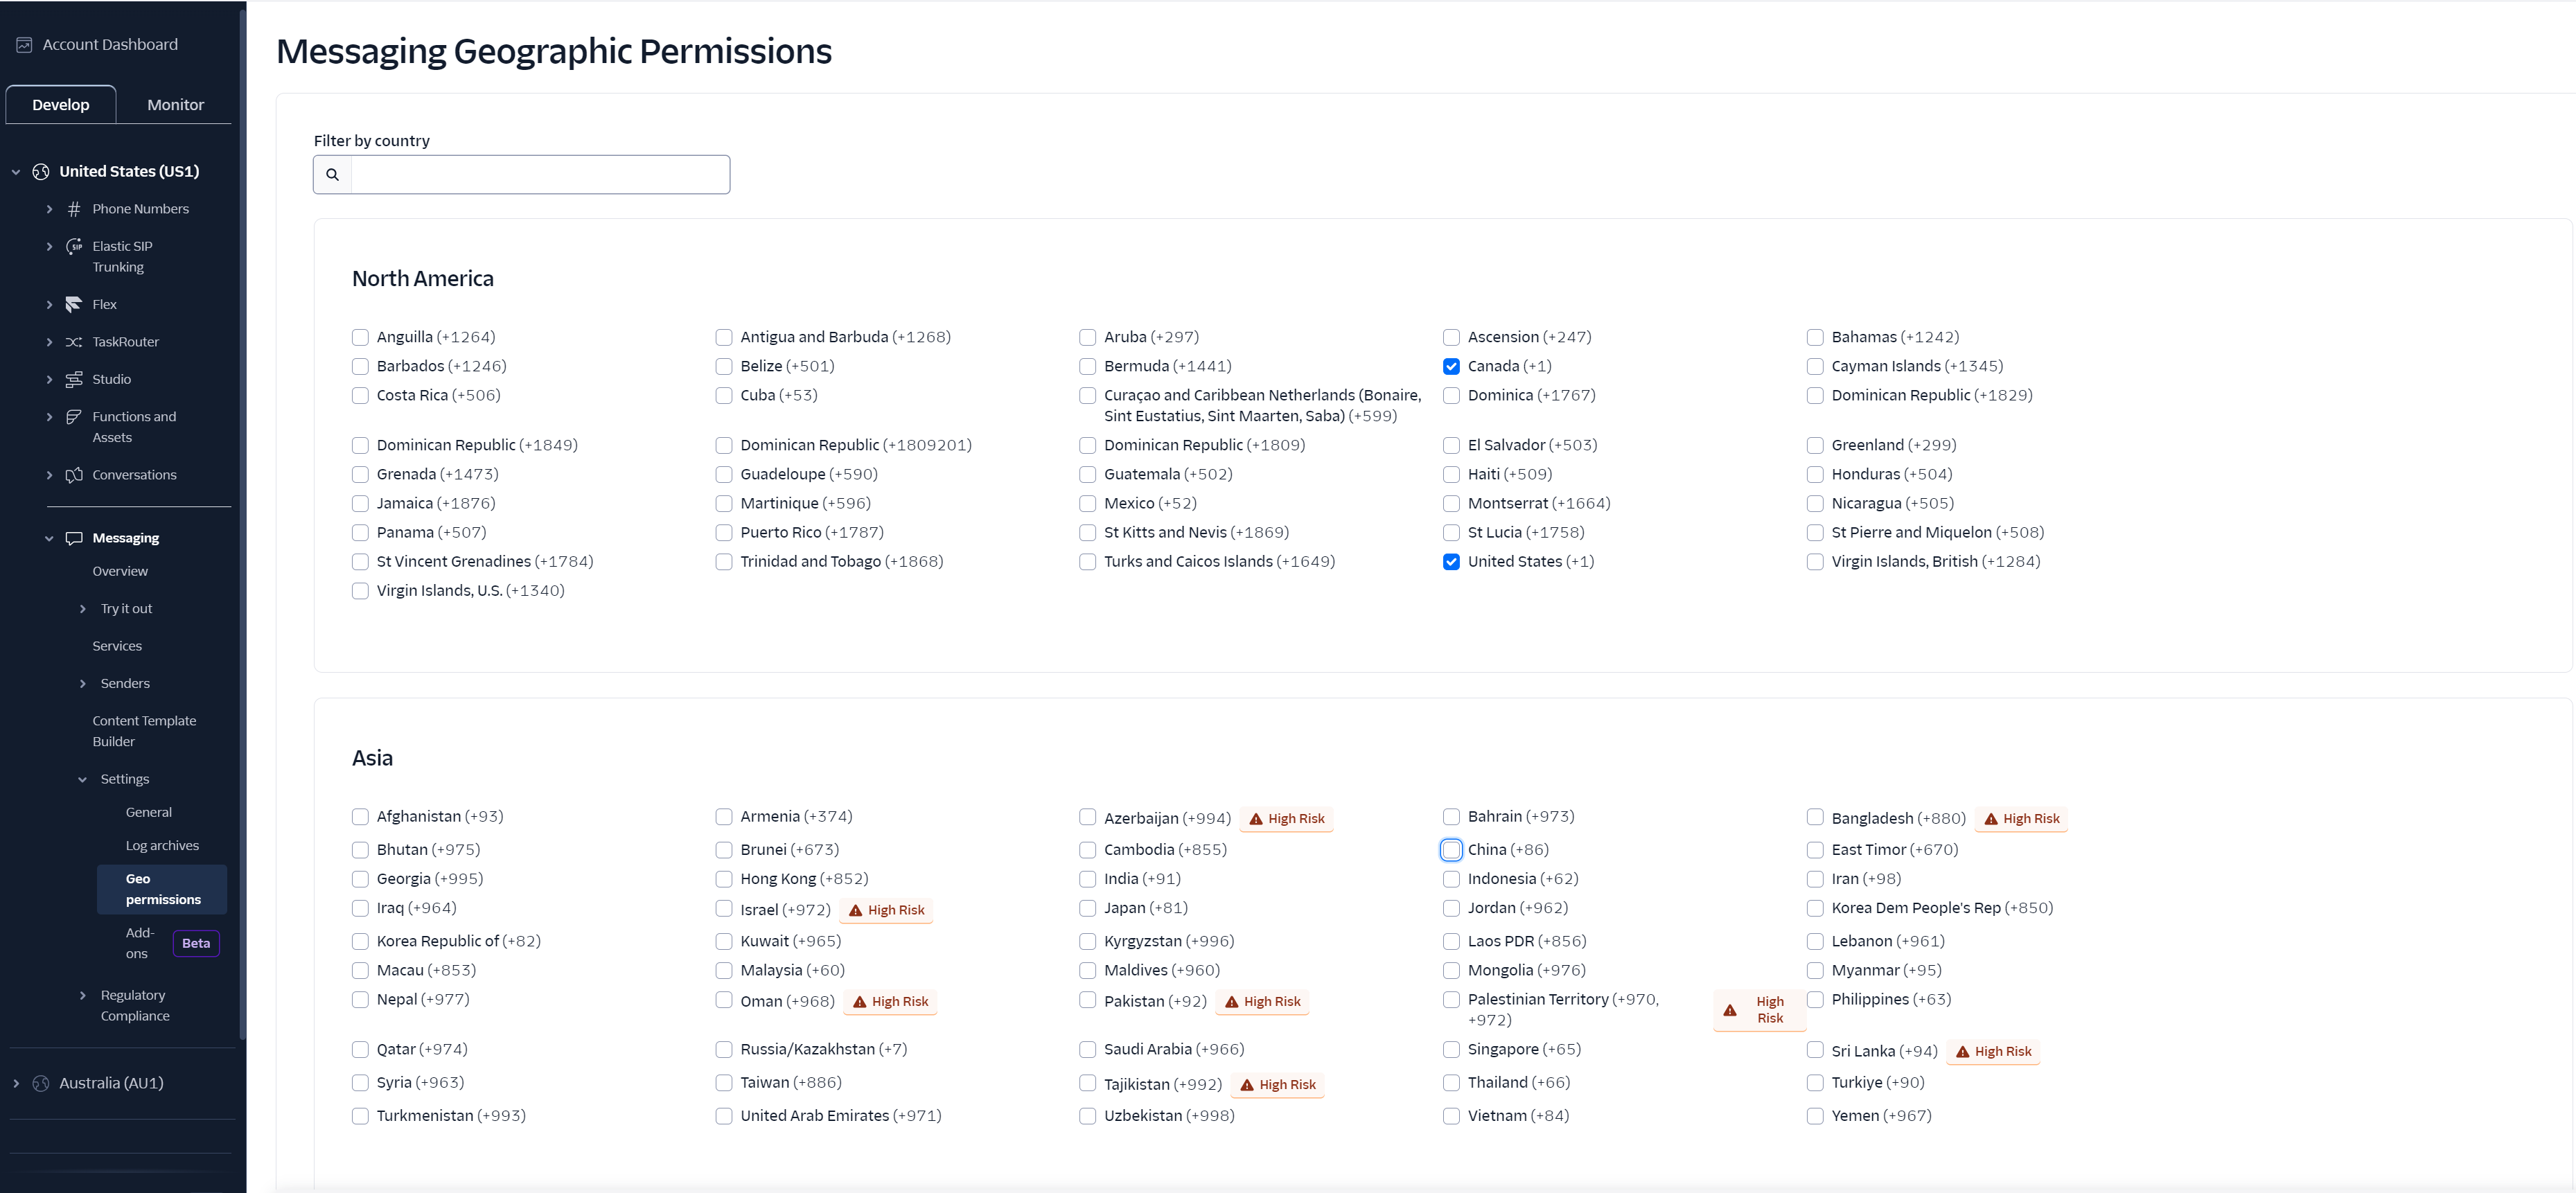 Account Dashboard
Develop
Monitor
United States (US1)
Phone Numbers
SIP
Elastic SIP
Trunking
Flex
TaskRouter
Studio
Functions and
Assets
Conversations
Messaging
Overview
Try it out
Services
Senders
Content Template
Builder
Settings
General
Log archives
Geo
permissions
Add-
ons
Beta
Regulatory
Compliance
Australia (AU1)
Messaging Geographic Permissions
Filter by country
North America
Anguilla (+1264)
Antigua and Barbuda (+1268)
Aruba (+297)
Ascension (+247)
Bahamas (+1242)
Barbados (+1246)
Belize (+501)
Bermuda (+1441)
Canada (+1)
Cayman Islands (+1345)
Costa Rica (+506)
Cuba (+53)
Curaçao and Caribbean Netherlands (Bonaire,
Sint Eustatius, Sint Maarten, Saba) (+599)
Dominica (+1767)
Dominican Republic (+1829)
Dominican Republic (+1849)
Dominican Republic (+1809201)
Dominican Republic (+1809)
El Salvador (+503)
Greenland (+299)
Grenada (+1473)
Guadeloupe (+590)
Guatemala (+502)
Haiti (+509)
Honduras (+504)
Jamaica (+1876)
Martinique (+596)
Mexico (+52)
Montserrat (+1664)
Nicaragua (+505)
Panama (+507)
Puerto Rico (+1787)
St Kitts and Nevis (+1869)
St Lucia (+1758)
St Pierre and Miquelon (+508)
St Vincent Grenadines (+1784)
Trinidad and Tobago (+1868)
Turks and Caicos Islands (+1649)
United States (+1)
Virgin Islands, British (+1284)
Virgin Islands, U.S. (+1340)
Asia
Afghanistan (+93)
Armenia (+374)
Azerbaijan (+994) High Risk
Bahrain (+973)
Bangladesh (+880) High Risk
Bhutan (+975)
Brunei (+673)
Cambodia (+855)
China (+86)
East Timor (+670)
Georgia (+995)
Hong Kong (+852)
India (+91)
Indonesia (+62)
Iran (+98)
Iraq (+964)
Israel (+972) High Risk
Japan (+81)
Jordan (+962)
Korea Dem People's Rep (+850)
Korea Republic of (+82)
Kuwait (+965)
Kyrgyzstan (+996)
Laos PDR (+856)
Lebanon (+961)
Macau (+853)
Malaysia (+60)
Maldives (+960)
Mongolia (+976)
Myanmar (+95)
Nepal (+977)
Oman (+968) High Risk
Pakistan (+92) High Risk
Palestinian Territory (+970,
+972)
High
Risk
Philippines (+63)
Qatar (+974)
Russia/Kazakhstan (+7)
Saudi Arabia (+966)
Singapore (+65)
Sri Lanka (+94) High Risk
Syria (+963)
Taiwan (+886)
Tajikistan (+992) High Risk
Thailand (+66)
Turkiye (+90)
Turkmenistan (+993)
United Arab Emirates (+971)
Uzbekistan (+998)
Vietnam (+84)
Yemen (+967)